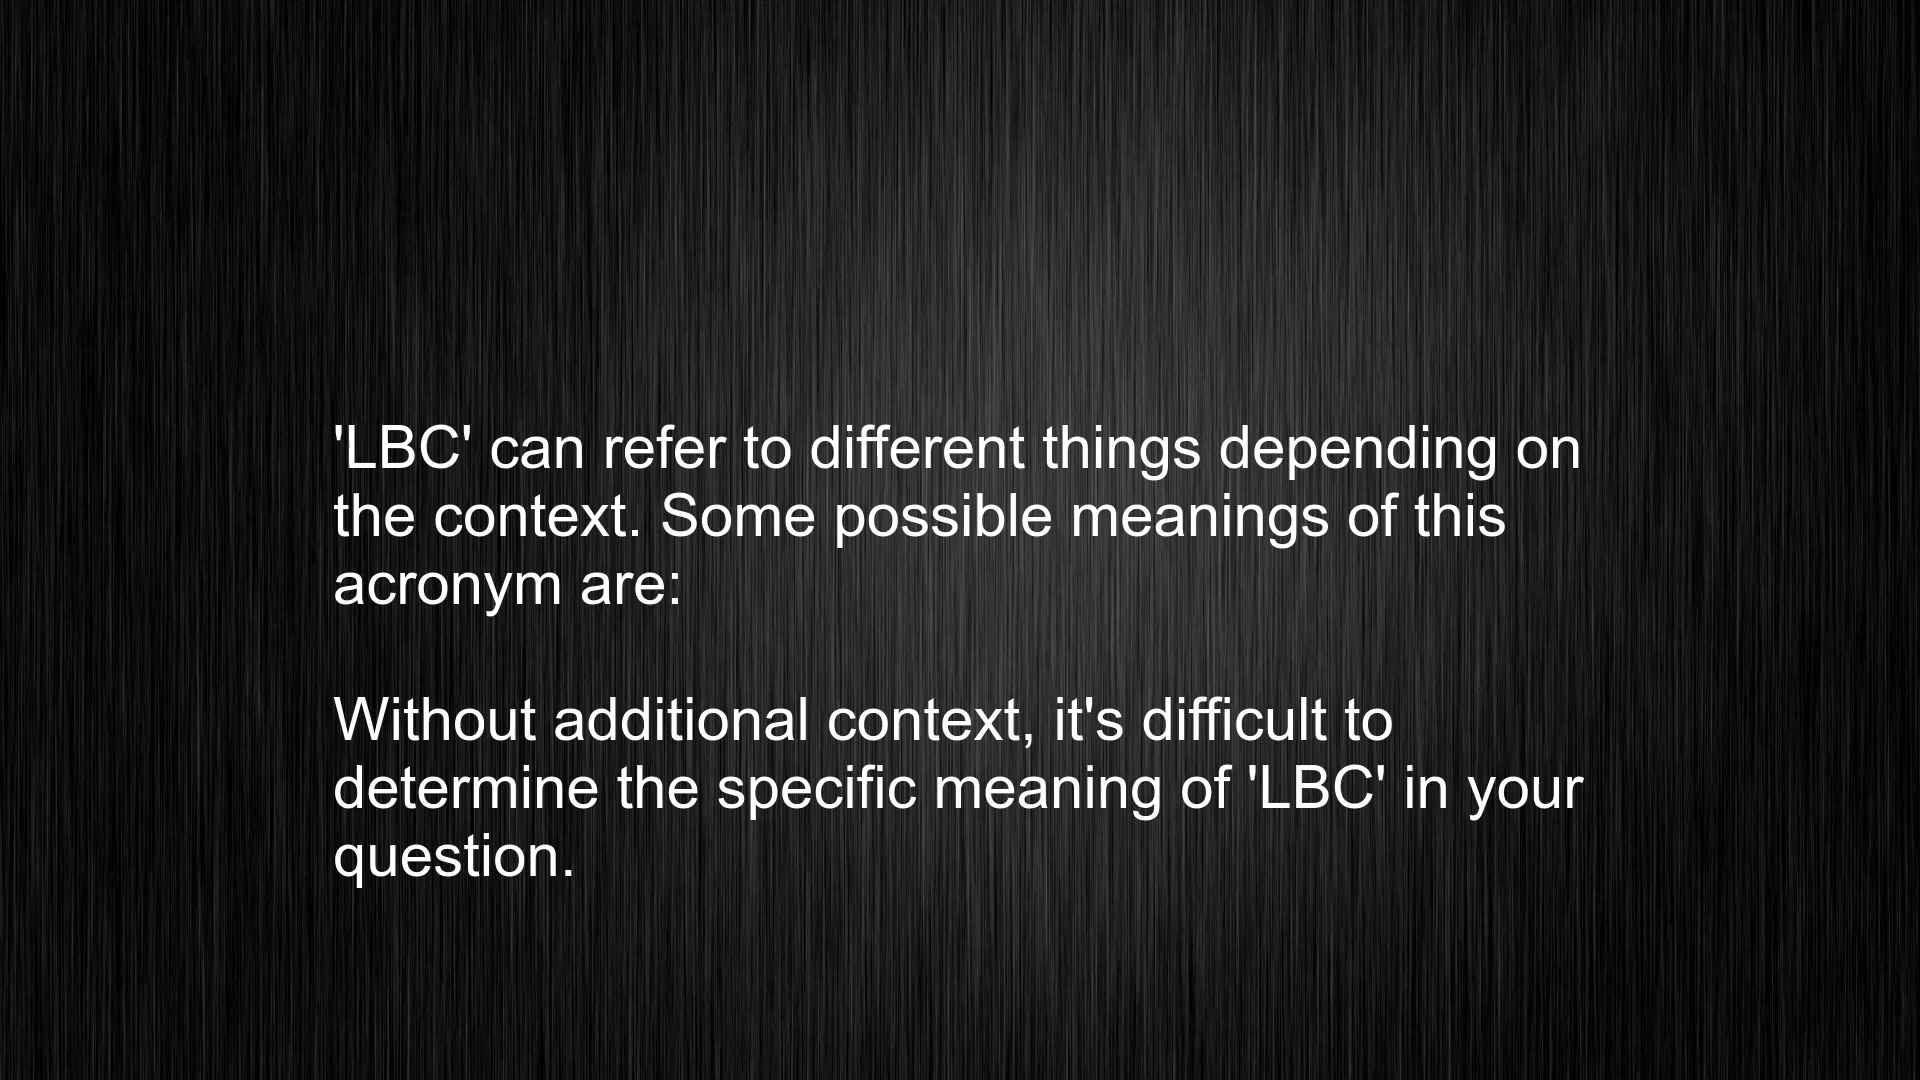 'LBC' can refer to different things depending on
the context. Some possible meanings of this
acronym are:
Without additional context, it's difficult to
determine the specific meaning of 'LBC' in your
question.